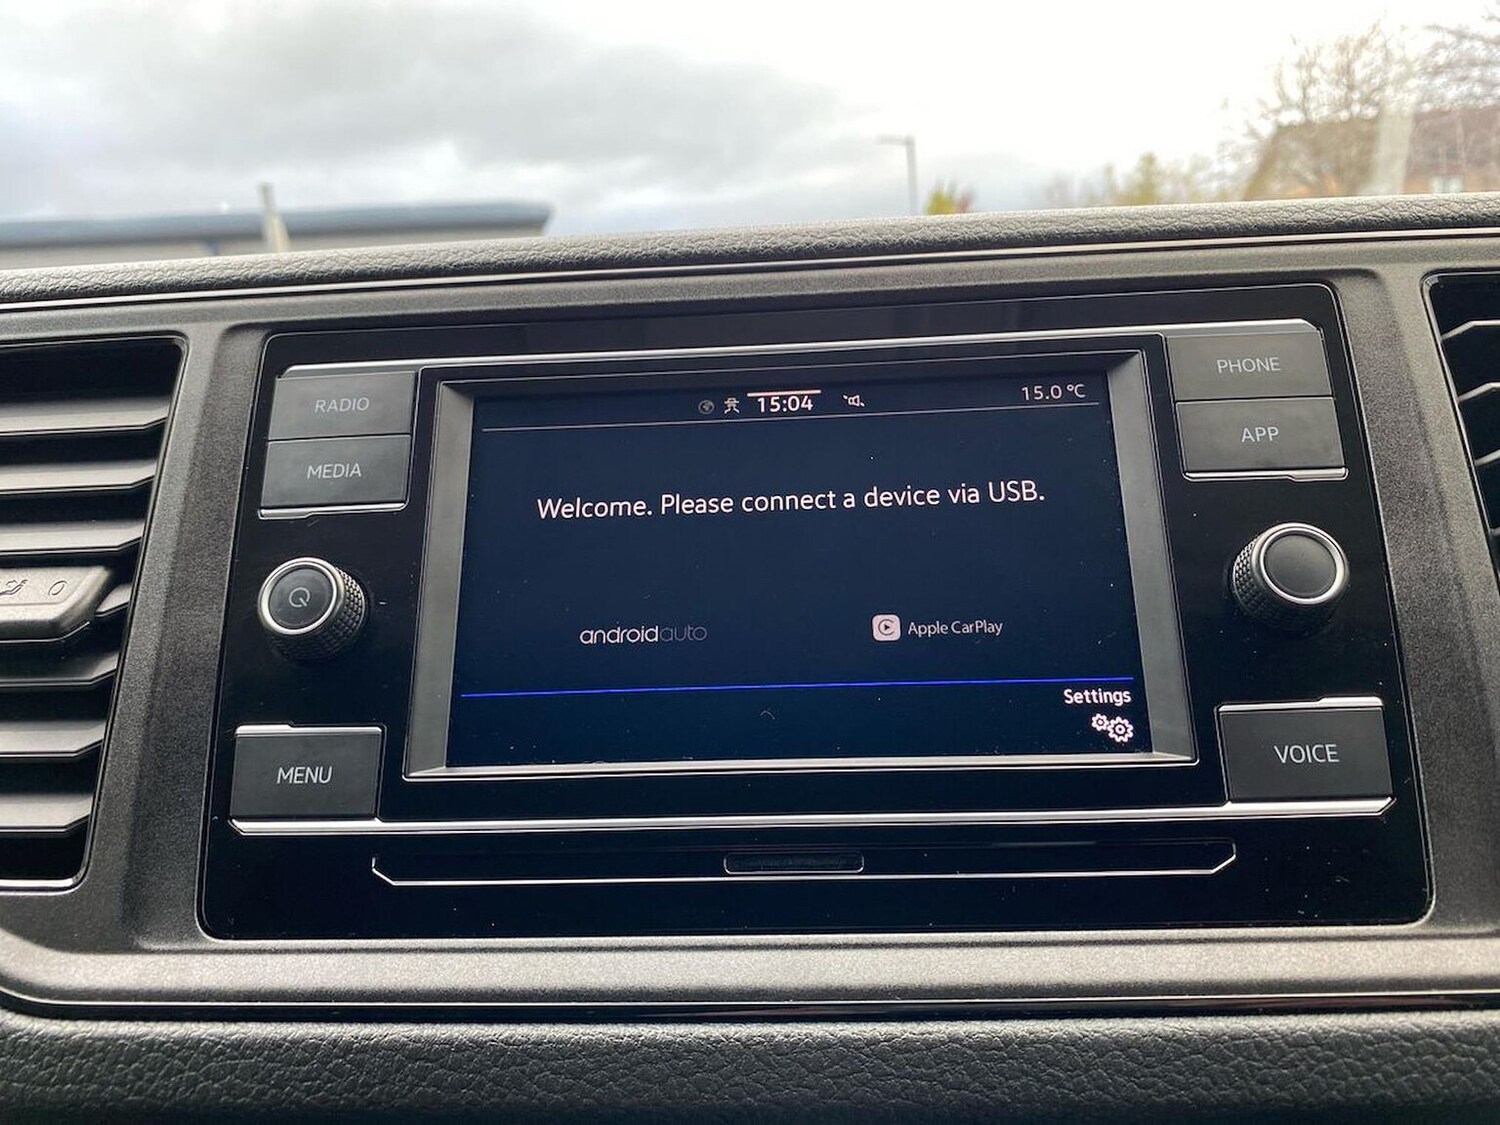 RADIO
MEDIA
MENU
15:04
15.0 °C
Welcome. Please connect a device via USB.
androidauto
Apple CarPlay
Settings
PHONE
APP
VOICE